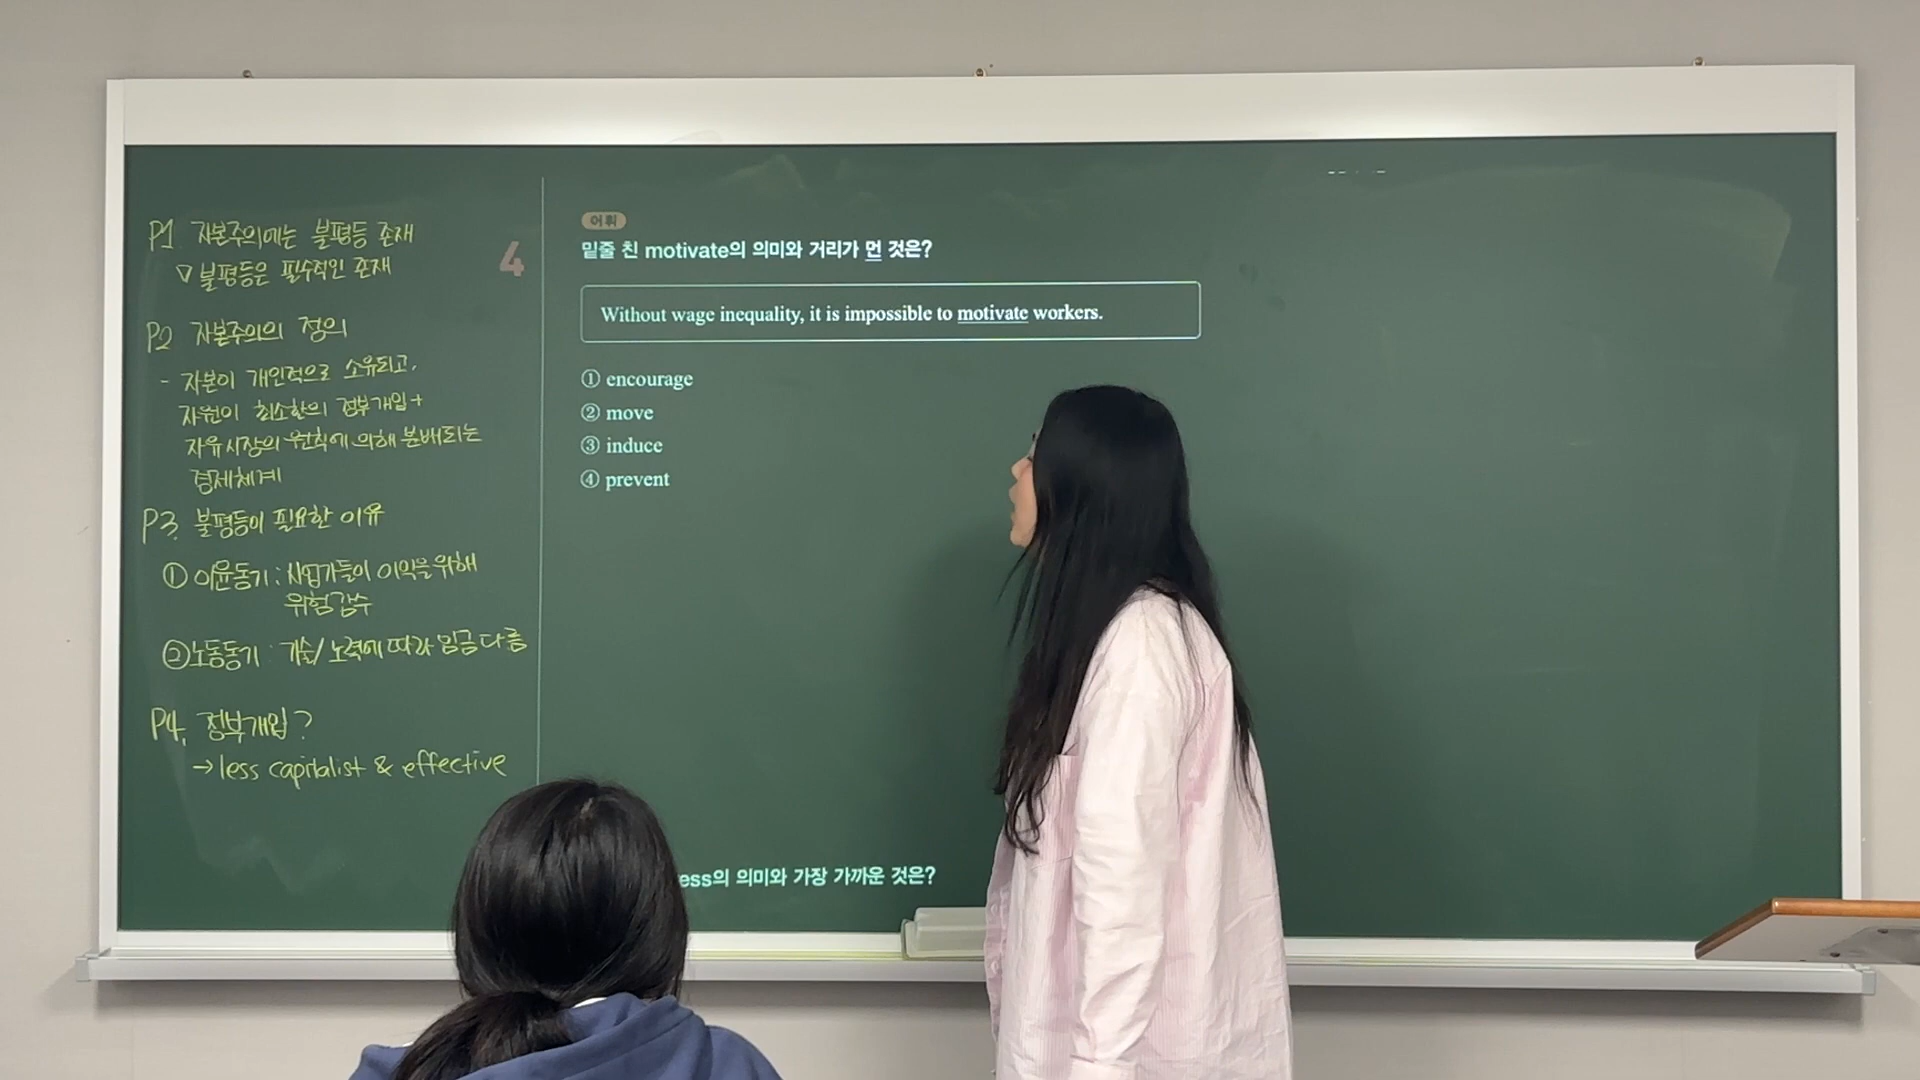 P1 자본주의에는 불평등 존재
▽ 불평등은 필수적인 존재
P2 자본주의의 정의
- 자본이 개인적으로 소유되고,
자원이 최소한의 정부개입+
자유시장의 원칙에 의해 분배되는
경제체계
P3. 불평등이 필요한 이유
① 이윤동기 : 사업가들이 이익을 위해
위험감수
②노동동기 : 기술/노력에 따라 임금다름
P4. 정부개입?
→ less capitalist & effective
4
어휘
밑줄 친 motivate의 의미와 거리가 먼 것은?
Without wage inequality, it is impossible to motivate workers.
① encourage
② move
③ induce
④ prevent
ess의 의미와 가장 가까운 것은?